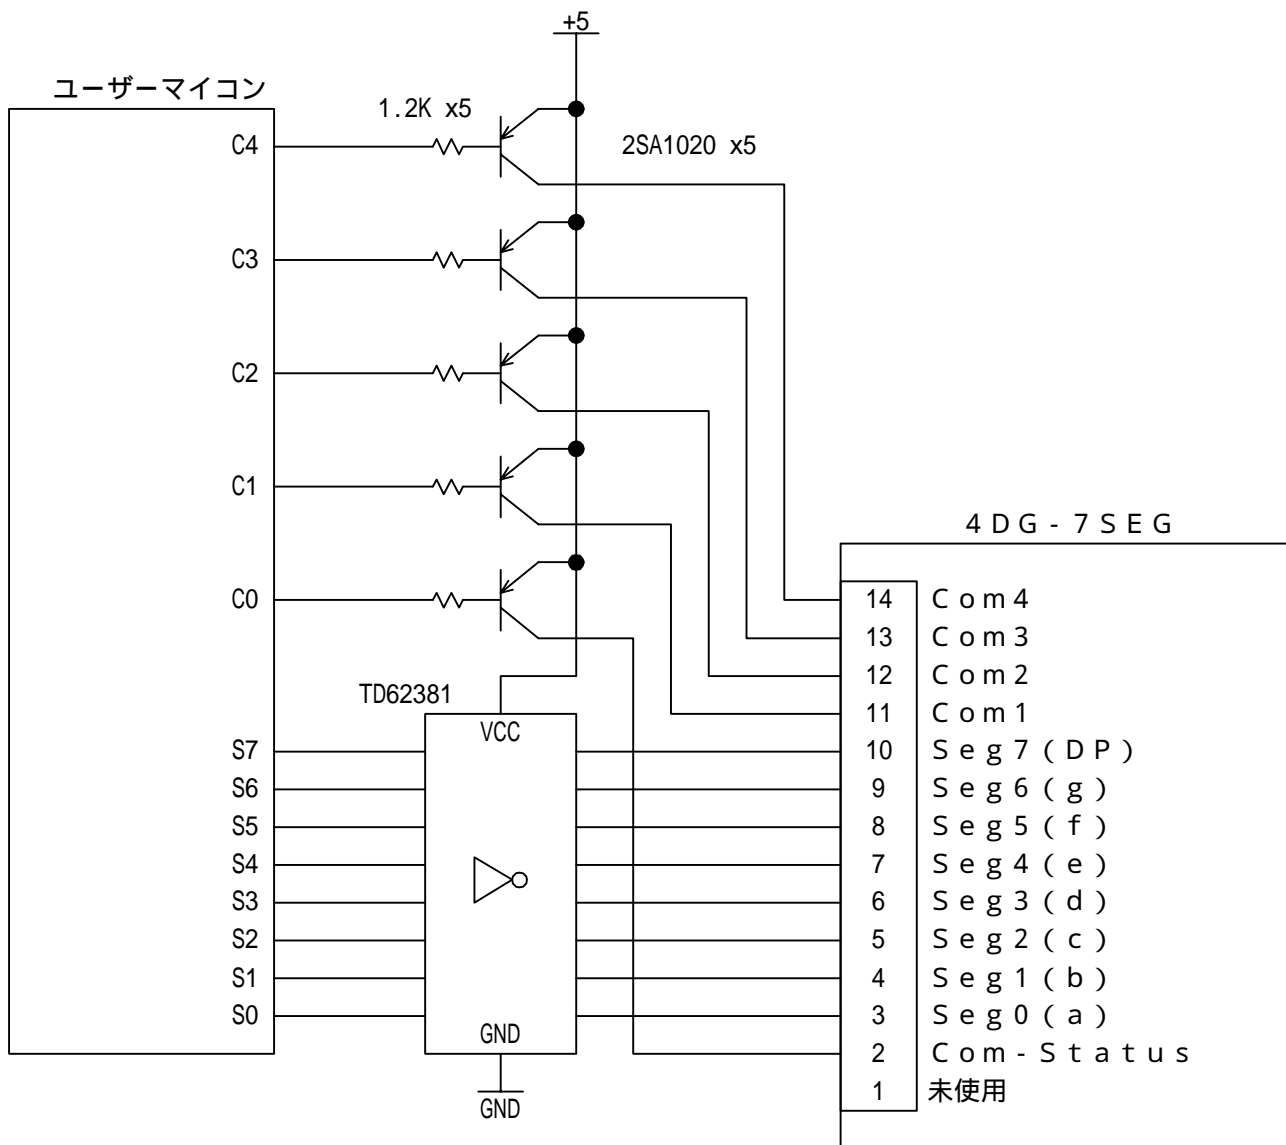 +5
ユーザーマイコン
1.2K x5
2SA1020 x5
C4
C3
C2
C1
C0
TD62381
VCC
S7
S6
S5
S4
S3
S2
S1
S0
GND
GND
4DG-7SEG
14 Com4
13 Com3
12 Com2
11 Com1
10 Seg7(DP)
9 Seg6(g)
8 Seg5(f)
7 Seg4(e)
6 Seg3(d)
5 Seg2(c)
4 Seg1(b)
3 Seg0(a)
2 Com-Status
1 未使用